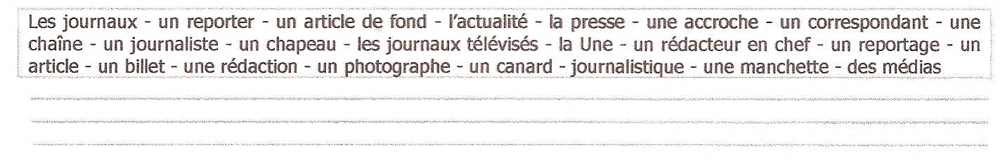 Les journaux - un reporter - un article de fond - l'actualité - la presse - une accroche - un correspondant - une
chaîne - un journaliste - un chapeau - les journaux télévisés - la Une - un rédacteur en chef - un reportage - un
article - un billet - une rédaction - un photographe - un canard - journalistique - une manchette - des médias